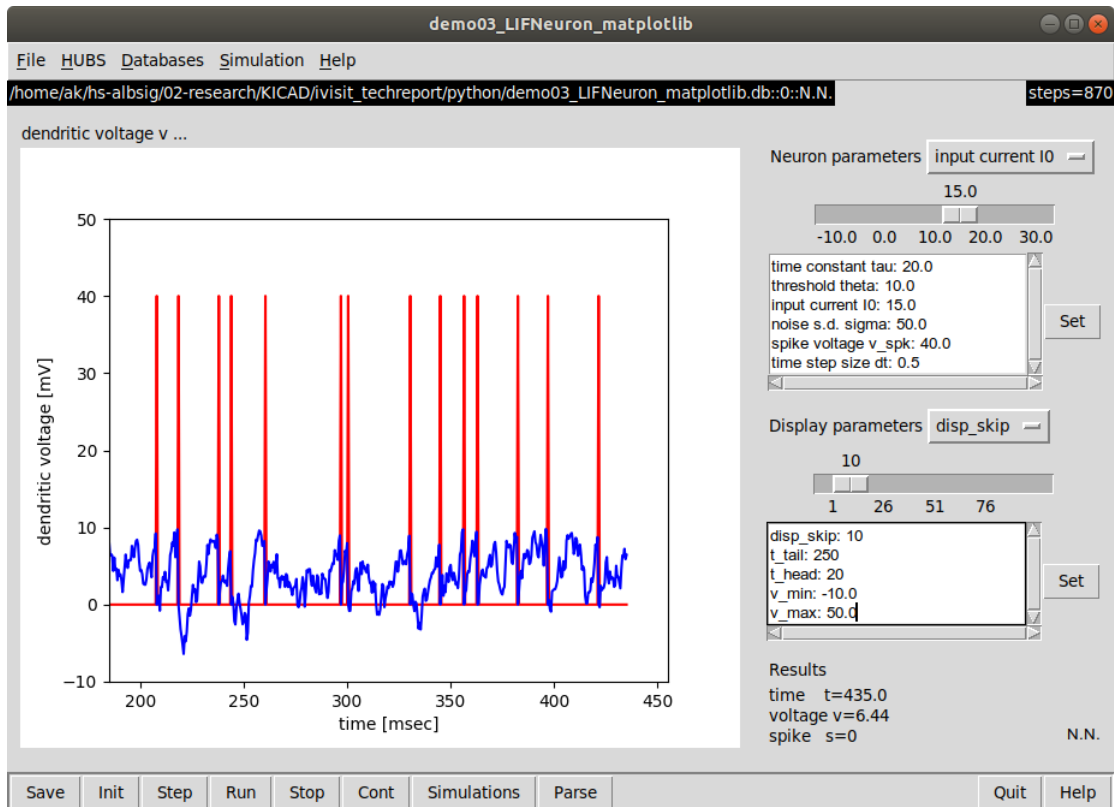 demo03_LIFNeuron_matplotlib
File HUBS Databases Simulation Help
/home/ak/hs-albsig/02-research/KICAD/ivisit_techreport/python/demo03_LIFNeuron_matplotlib.db::0::N.N. steps=870
dendritic voltage v ...
50
40
30
20
10
0
−10
dendritic voltage [mV]
200 250 300 350 400 450
time [msec]
Neuron parameters input current I0
15.0
-10.0 0.0 10.0 20.0 30.0
time constant tau: 20.0
threshold theta: 10.0
input current I0: 15.0
noise s.d. sigma: 50.0
spike voltage v_spk: 40.0
time step size dt: 0.5
Set
Display parameters disp_skip
10
1 26 51 76
disp_skip: 10
t_tail: 250
t_head: 20
v_min: -10.0
v_max: 50.0
Set
Results
time t=435.0
voltage v=6.44
spike s=0
N.N.
Save Init Step Run Stop Cont Simulations Parse Quit Help